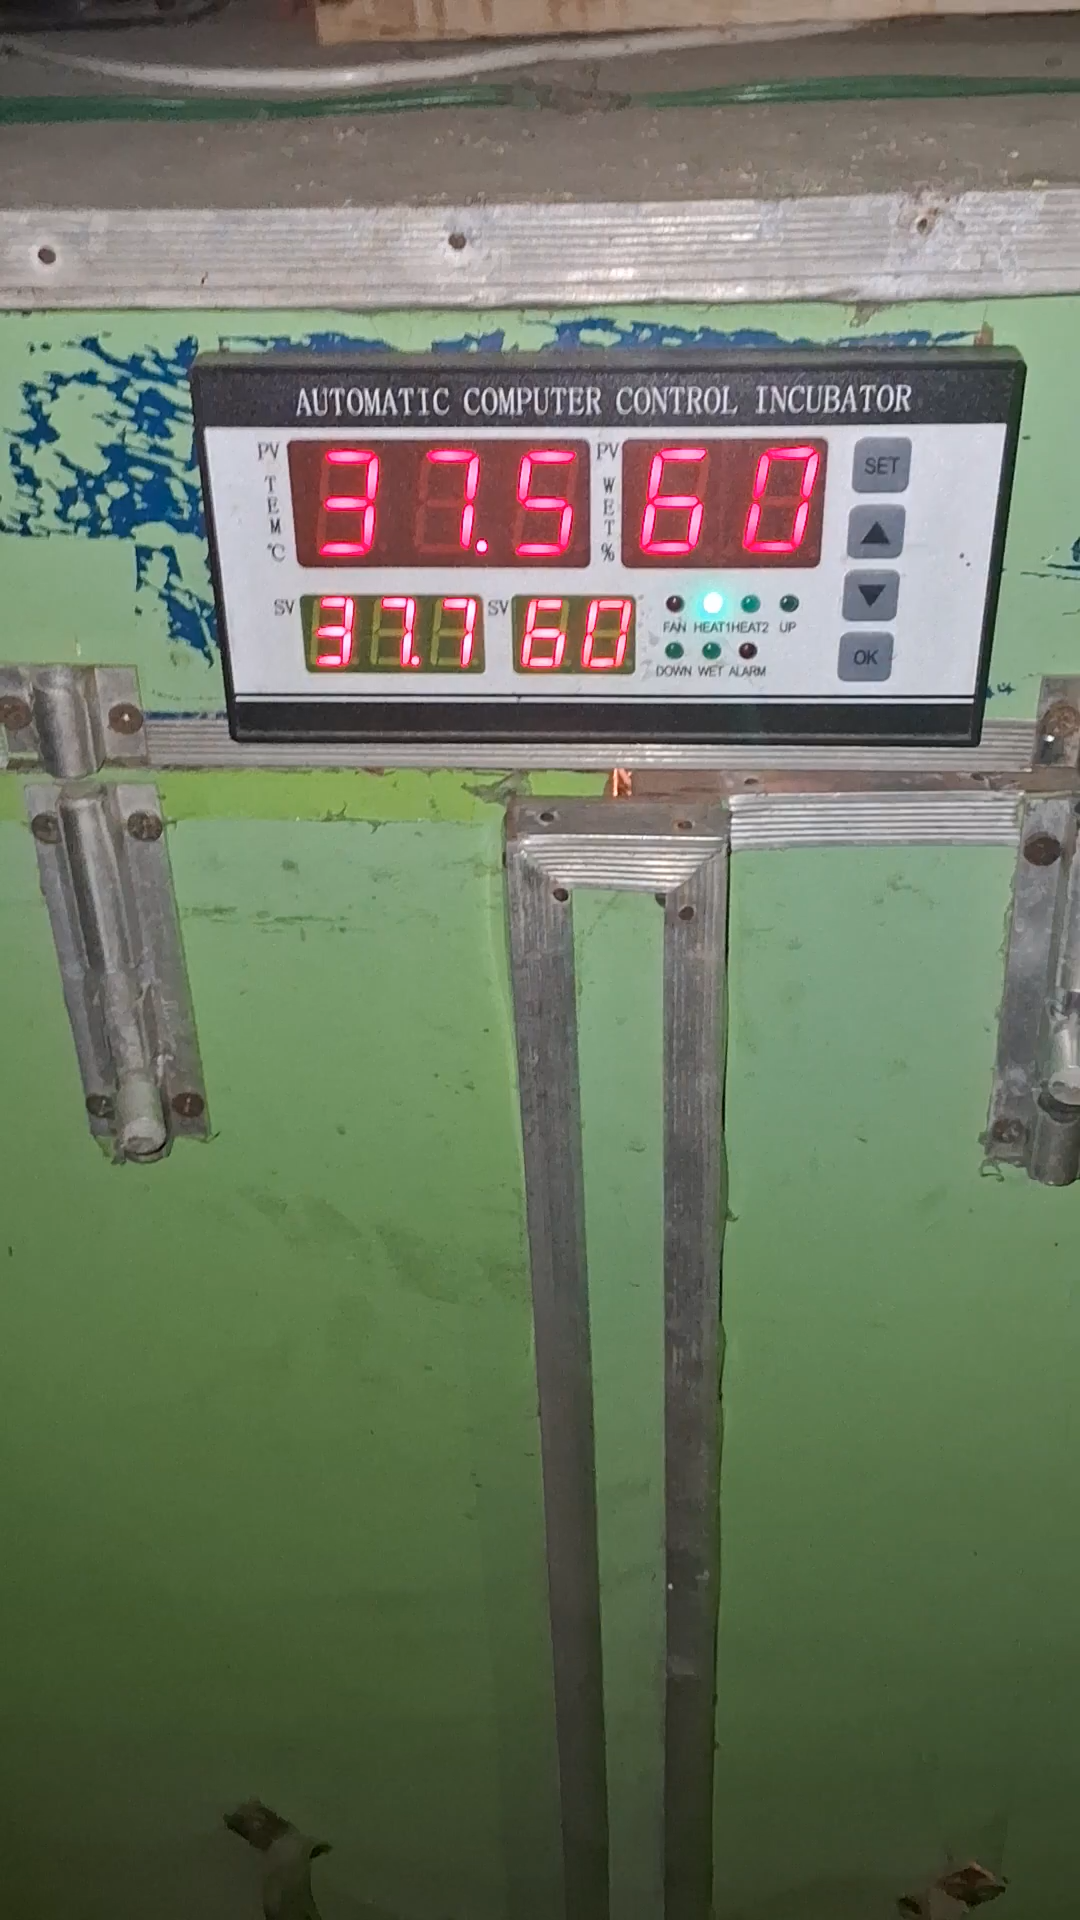 AUTOMATIC COMPUTER CONTROL INCUBATOR
PV TEM °C 37.5 PV WET % 60 SET
▲
SV 37.7 SV 60 ▼
FAN HEAT1 HEAT2 UP
DOWN WET ALARM OK